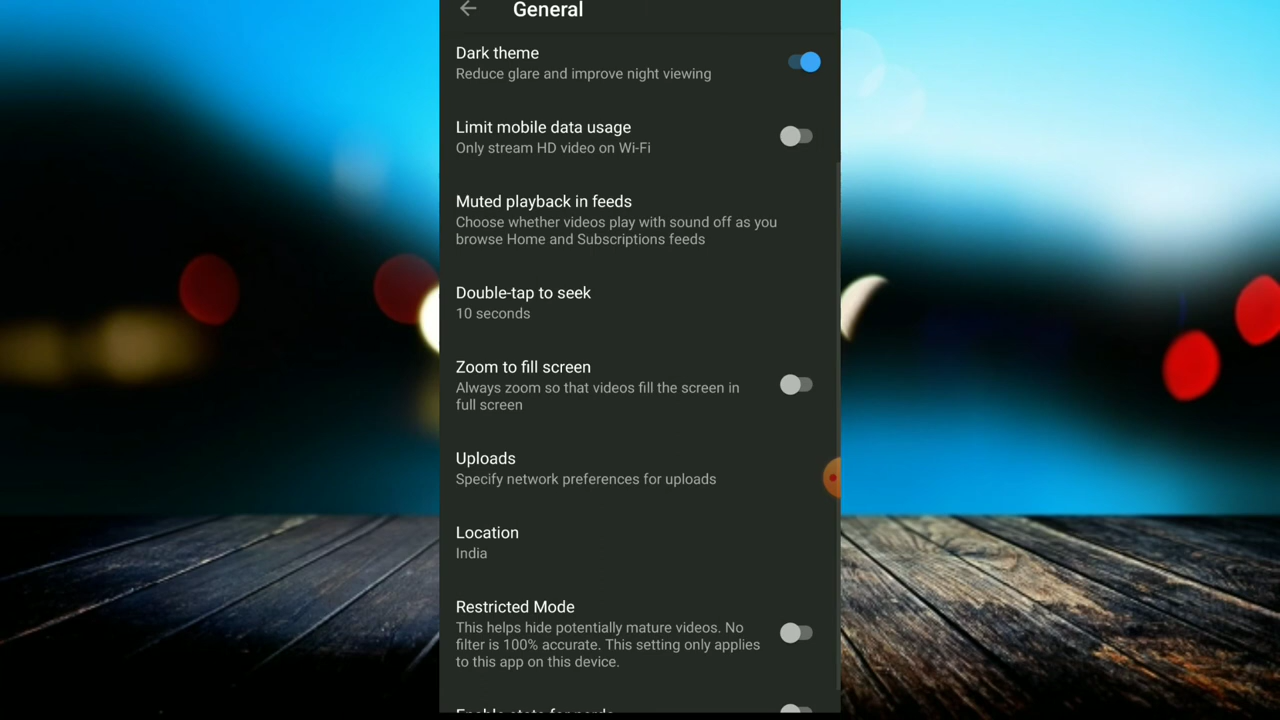 General
Dark theme
Reduce glare and improve night viewing
Limit mobile data usage
Only stream HD video on Wi-Fi
Muted playback in feeds
Choose whether videos play with sound off as you
browse Home and Subscriptions feeds
Double-tap to seek
10 seconds
Zoom to fill screen
Always zoom so that videos fill the screen in
full screen
Uploads
Specify network preferences for uploads
Location
India
Restricted Mode
This helps hide potentially mature videos. No
filter is 100% accurate. This setting only applies
to this app on this device.